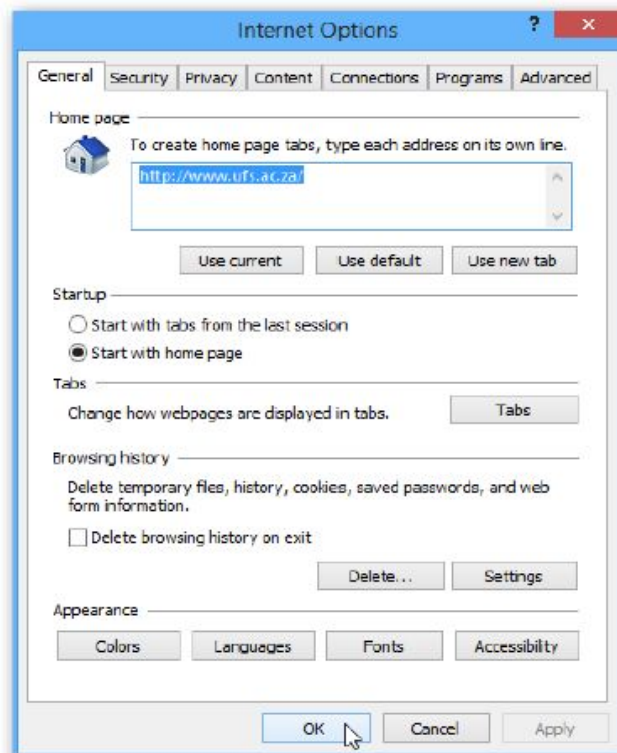 Internet Options ? ×
General Security Privacy Content Connections Programs Advanced
Home page
To create home page tabs, type each address on its own line.
http://www.ufs.ac.za/
Use current Use default Use new tab
Startup
Start with tabs from the last session
Start with home page
Tabs
Change how webpages are displayed in tabs. Tabs
Browsing history
Delete temporary files, history, cookies, saved passwords, and web
form information.
Delete browsing history on exit
Delete... Settings
Appearance
Colors Languages Fonts Accessibility
OK Cancel Apply